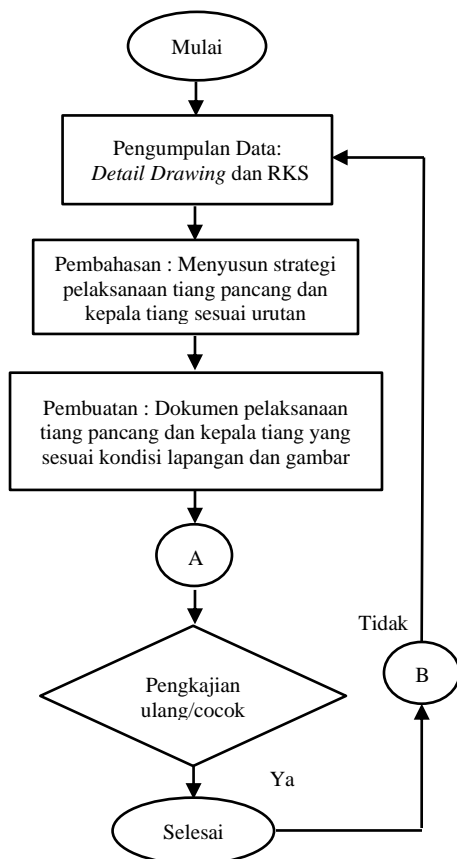 Mulai
Pengumpulan Data:
Detail Drawing dan RKS
Pembahasan : Menyusun strategi
pelaksanaan tiang pancang dan
kepala tiang sesuai urutan
Pembuatan : Dokumen pelaksanaan
tiang pancang dan kepala tiang yang
sesuai kondisi lapangan dan gambar
A
Tidak
B
Pengkajian
ulang/cocok
Ya
Selesai